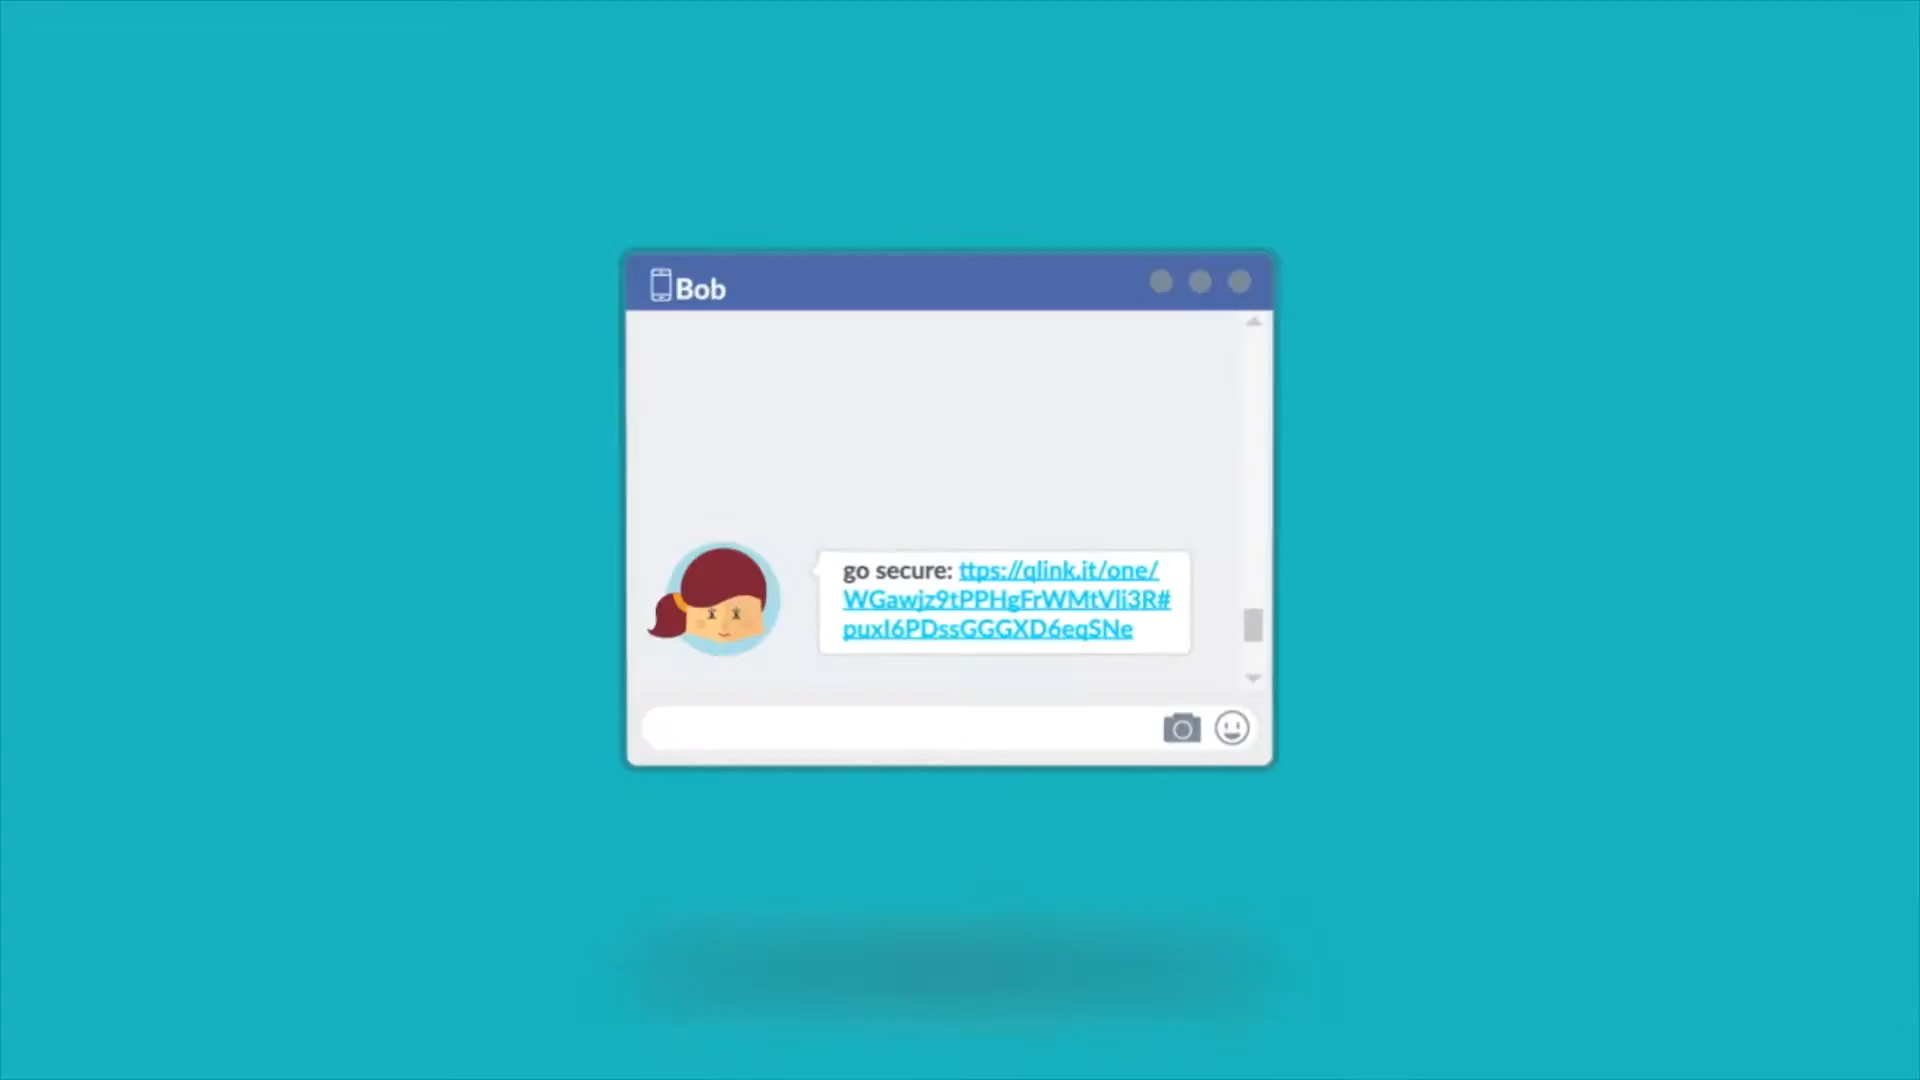 Bob
go secure: ttps://qlink.it/one/
WGawjz9tPPHgFrWMtVli3R#
puxl6PDssGGGXD6eqSNe